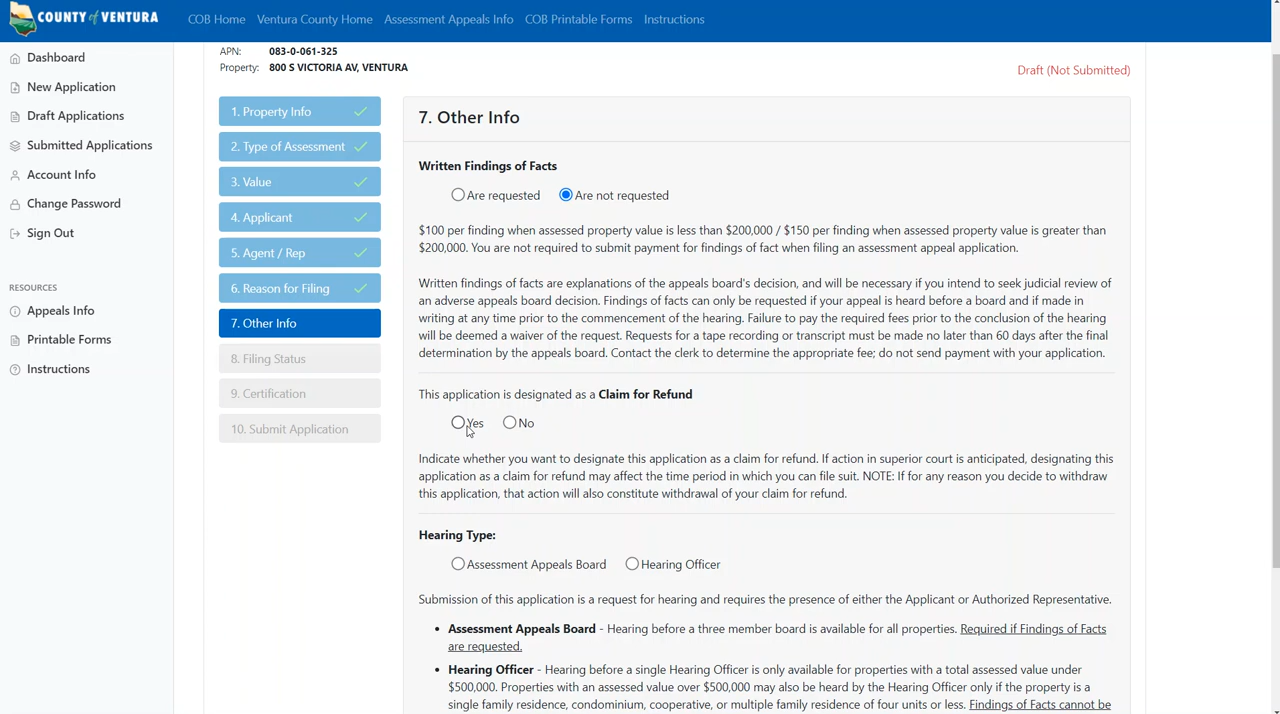 COUNTY of VENTURA
COB Home Ventura County Home Assessment Appeals Info COB Printable Forms Instructions
Dashboard
New Application
Draft Applications
Submitted Applications
Account Info
Change Password
Sign Out
RESOURCES
Appeals Info
Printable Forms
Instructions
APN: 083-0-061-325
Property: 800 S VICTORIA AV, VENTURA
Draft (Not Submitted)
1. Property Info
2. Type of Assessment
3. Value
4. Applicant
5. Agent / Rep
6. Reason for Filing
7. Other Info
8. Filing Status
9. Certification
10. Submit Application
7. Other Info
Written Findings of Facts
Are requested Are not requested
$100 per finding when assessed property value is less than $200,000 / $150 per finding when assessed property value is greater than
$200,000. You are not required to submit payment for findings of fact when filing an assessment appeal application.
Written findings of facts are explanations of the appeals board's decision, and will be necessary if you intend to seek judicial review of
an adverse appeals board decision. Findings of facts can only be requested if your appeal is heard before a board and if made in
writing at any time prior to the commencement of the hearing. Failure to pay the required fees prior to the conclusion of the hearing
will be deemed a waiver of the request. Requests for a tape recording or transcript must be made no later than 60 days after the final
determination by the appeals board. Contact the clerk to determine the appropriate fee; do not send payment with your application.
This application is designated as a Claim for Refund
Yes No
Indicate whether you want to designate this application as a claim for refund. If action in superior court is anticipated, designating this
application as a claim for refund may affect the time period in which you can file suit. NOTE: If for any reason you decide to withdraw
this application, that action will also constitute withdrawal of your claim for refund.
Hearing Type:
Assessment Appeals Board Hearing Officer
Submission of this application is a request for hearing and requires the presence of either the Applicant or Authorized Representative.
• Assessment Appeals Board - Hearing before a three member board is available for all properties. Required if Findings of Facts
are requested.
• Hearing Officer - Hearing before a single Hearing Officer is only available for properties with a total assessed value under
$500,000. Properties with an assessed value over $500,000 may also be heard by the Hearing Officer only if the property is a
single family residence, condominium, cooperative, or multiple family residence of four units or less. Findings of Facts cannot be